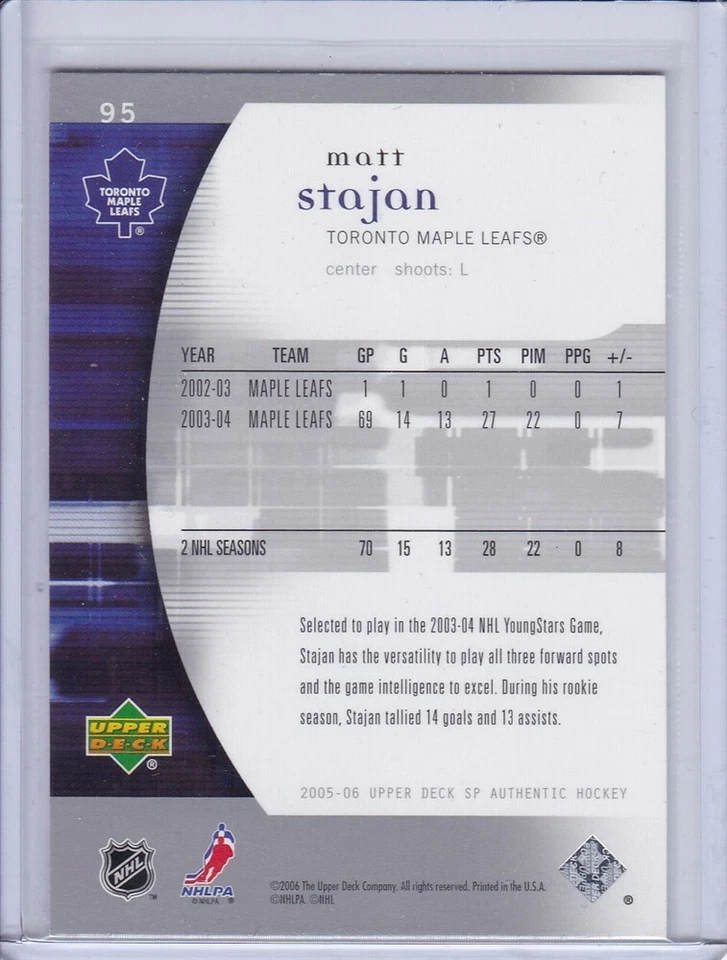 95
TORONTO
MAPLE
LEAFS
®
matt
stajan
TORONTO MAPLE LEAFS®
center shoots: L
YEAR TEAM GP G A PTS PIM PPG +/-
2002-03 MAPLE LEAFS 1 1 0 1 0 0 1
2003-04 MAPLE LEAFS 69 14 13 27 22 0 7
2 NHL SEASONS 70 15 13 28 22 0 8
Selected to play in the 2003-04 NHL YoungStars Game,
Stajan has the versatility to play all three forward spots
and the game intelligence to excel. During his rookie
season, Stajan tallied 14 goals and 13 assists.
UPPER
D·E·C·K
®
2005-06 UPPER DECK SP AUTHENTIC HOCKEY
NHL
™
NHLPA
©NHLPA ®
©2006 The Upper Deck Company. All rights reserved. Printed in the U.S.A.
©NHLPA. ©NHL
®